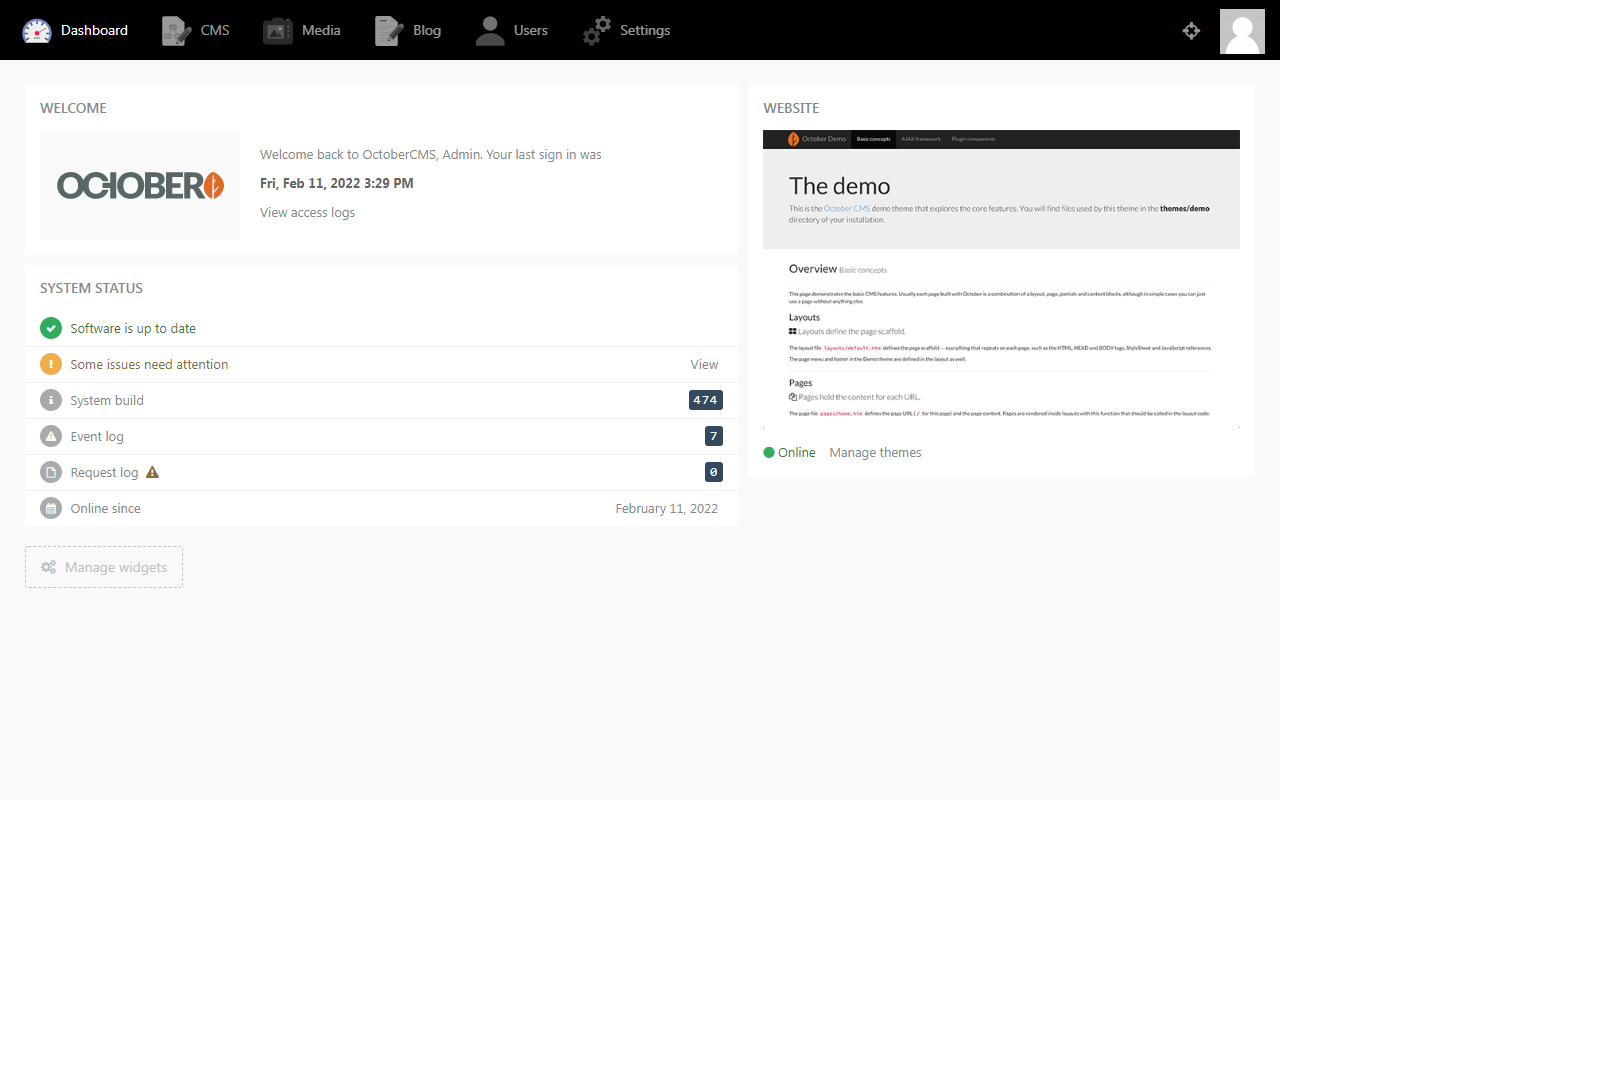 Dashboard CMS Media Blog Users Settings
WELCOME
OCTOBER
Welcome back to OctoberCMS, Admin. Your last sign in was
Fri, Feb 11, 2022 3:29 PM
View access logs
SYSTEM STATUS
Software is up to date
Some issues need attention View
System build 474
Event log 7
Request log 0
Online since February 11, 2022
Manage widgets
WEBSITE
October Demo Basic concepts AJAX framework Plugin components
The demo
This is the October CMS demo theme that explores the core features. You will find files used by this theme in the themes/demo
directory of your installation.
Overview Basic concepts
This page demonstrates the basic CMS features. Usually each page built with October is a combination of a layout, page, partials and content blocks, although in simple cases you can just
use a page without anything else.
Layouts
Layouts define the page scaffold.
The layout file layouts/default.htm defines the page scaffold – everything that repeats on each page, such as the HTML, HEAD and BODY tags, StyleSheet and JavaScript references.
The page menu and footer in the Demo theme are defined in the layout as well.
Pages
Pages hold the content for each URL.
The page file pages/home.htm defines the page URL ( / for this page) and the page content. Pages are rendered inside layouts with this function that should be called in the layout code:
Online Manage themes